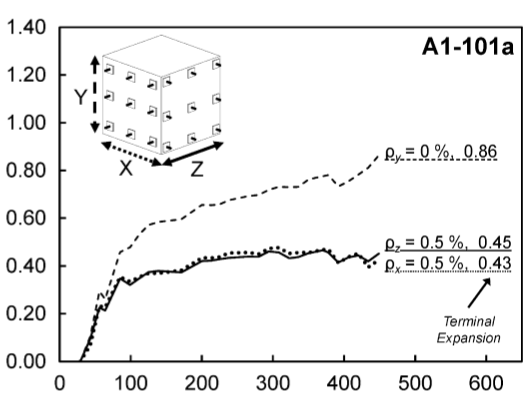 1.40
A1-101a
1.20
1.00
Y
0.80
X
Z
ρy = 0 %, 0.86
0.60
0.40
ρz = 0.5 %, 0.45
ρx = 0.5 %, 0.43
0.20
Terminal
Expansion
0.00
0 100 200 300 400 500 600